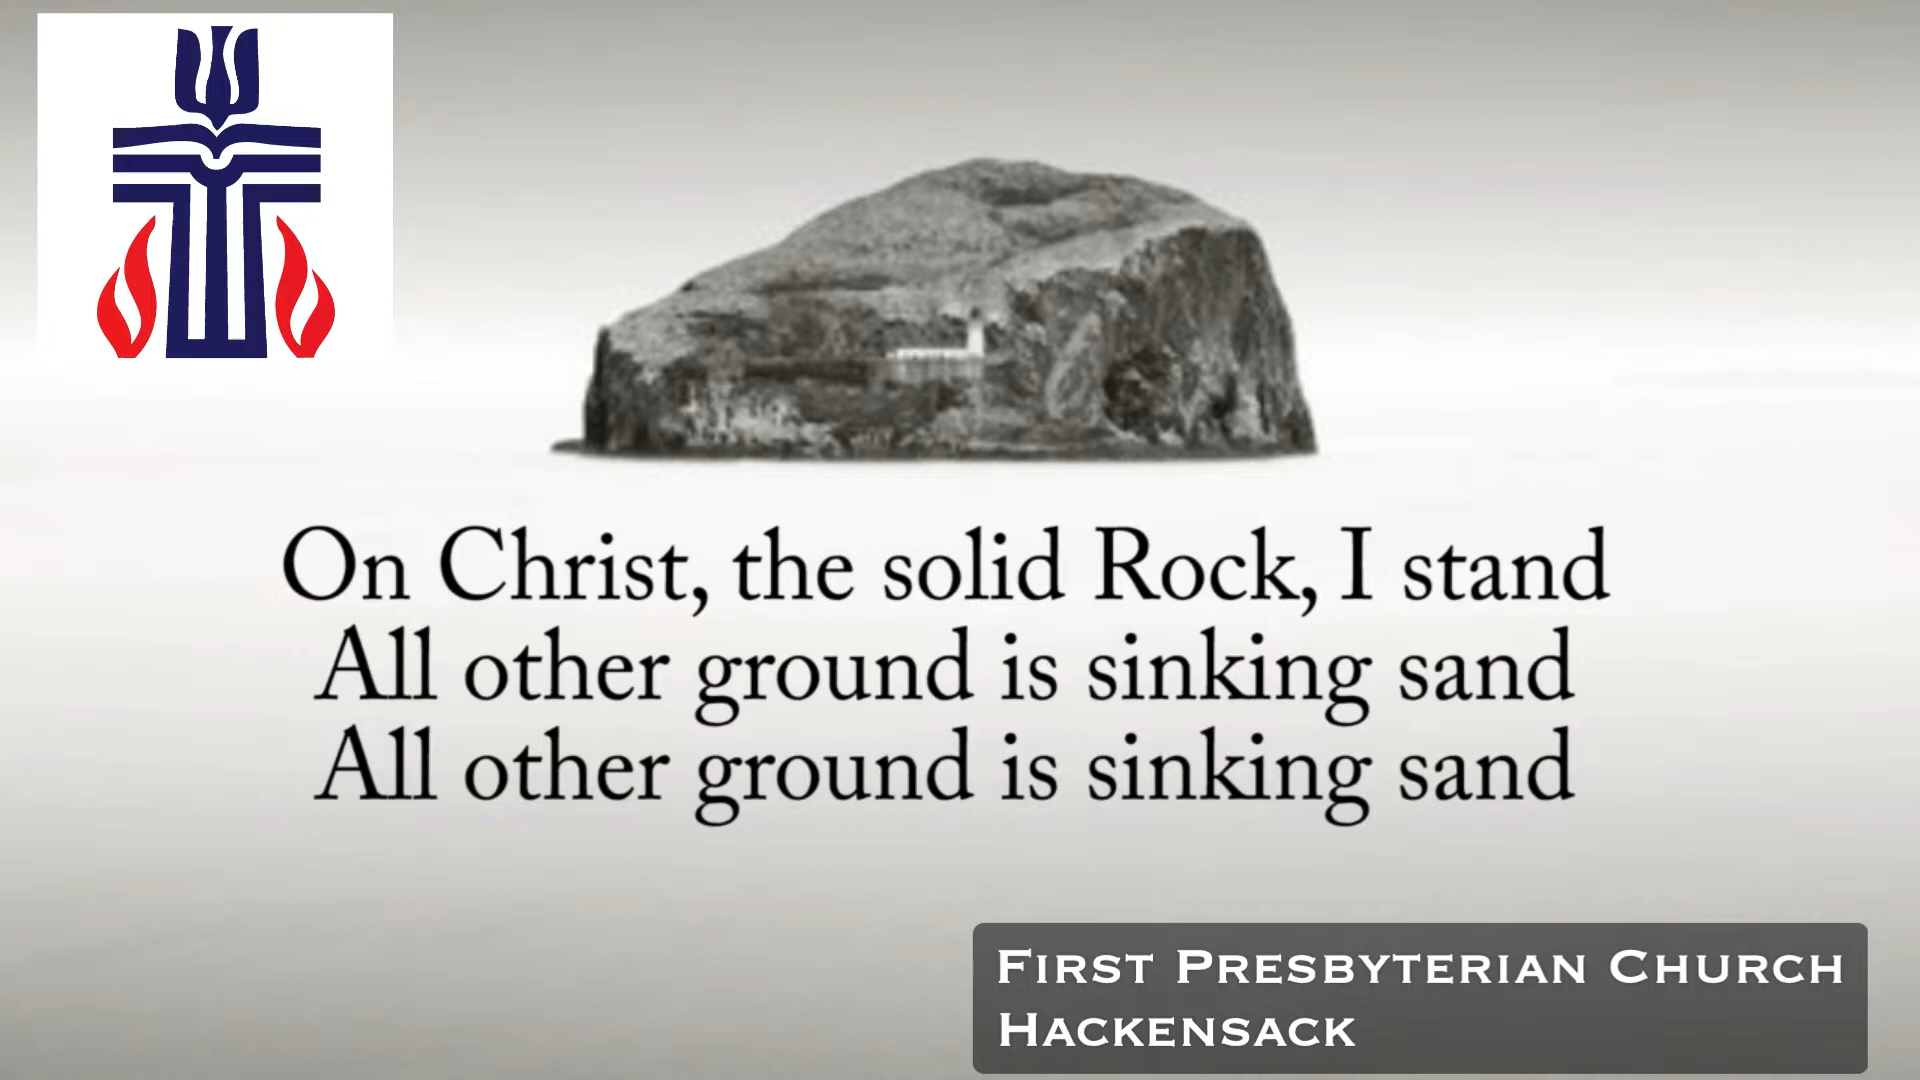 On Christ, the solid Rock, I stand
All other ground is sinking sand
All other ground is sinking sand
First Presbyterian Church
Hackensack